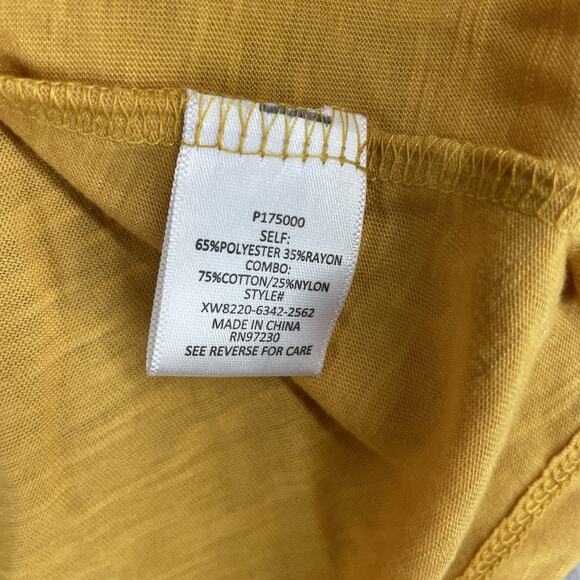 P175000
SELF:
65%POLYESTER 35%RAYON
COMBO:
75%COTTON/25%NYLON
STYLE#
XW8220-6342-2562
MADE IN CHINA
RN97230
SEE REVERSE FOR CARE